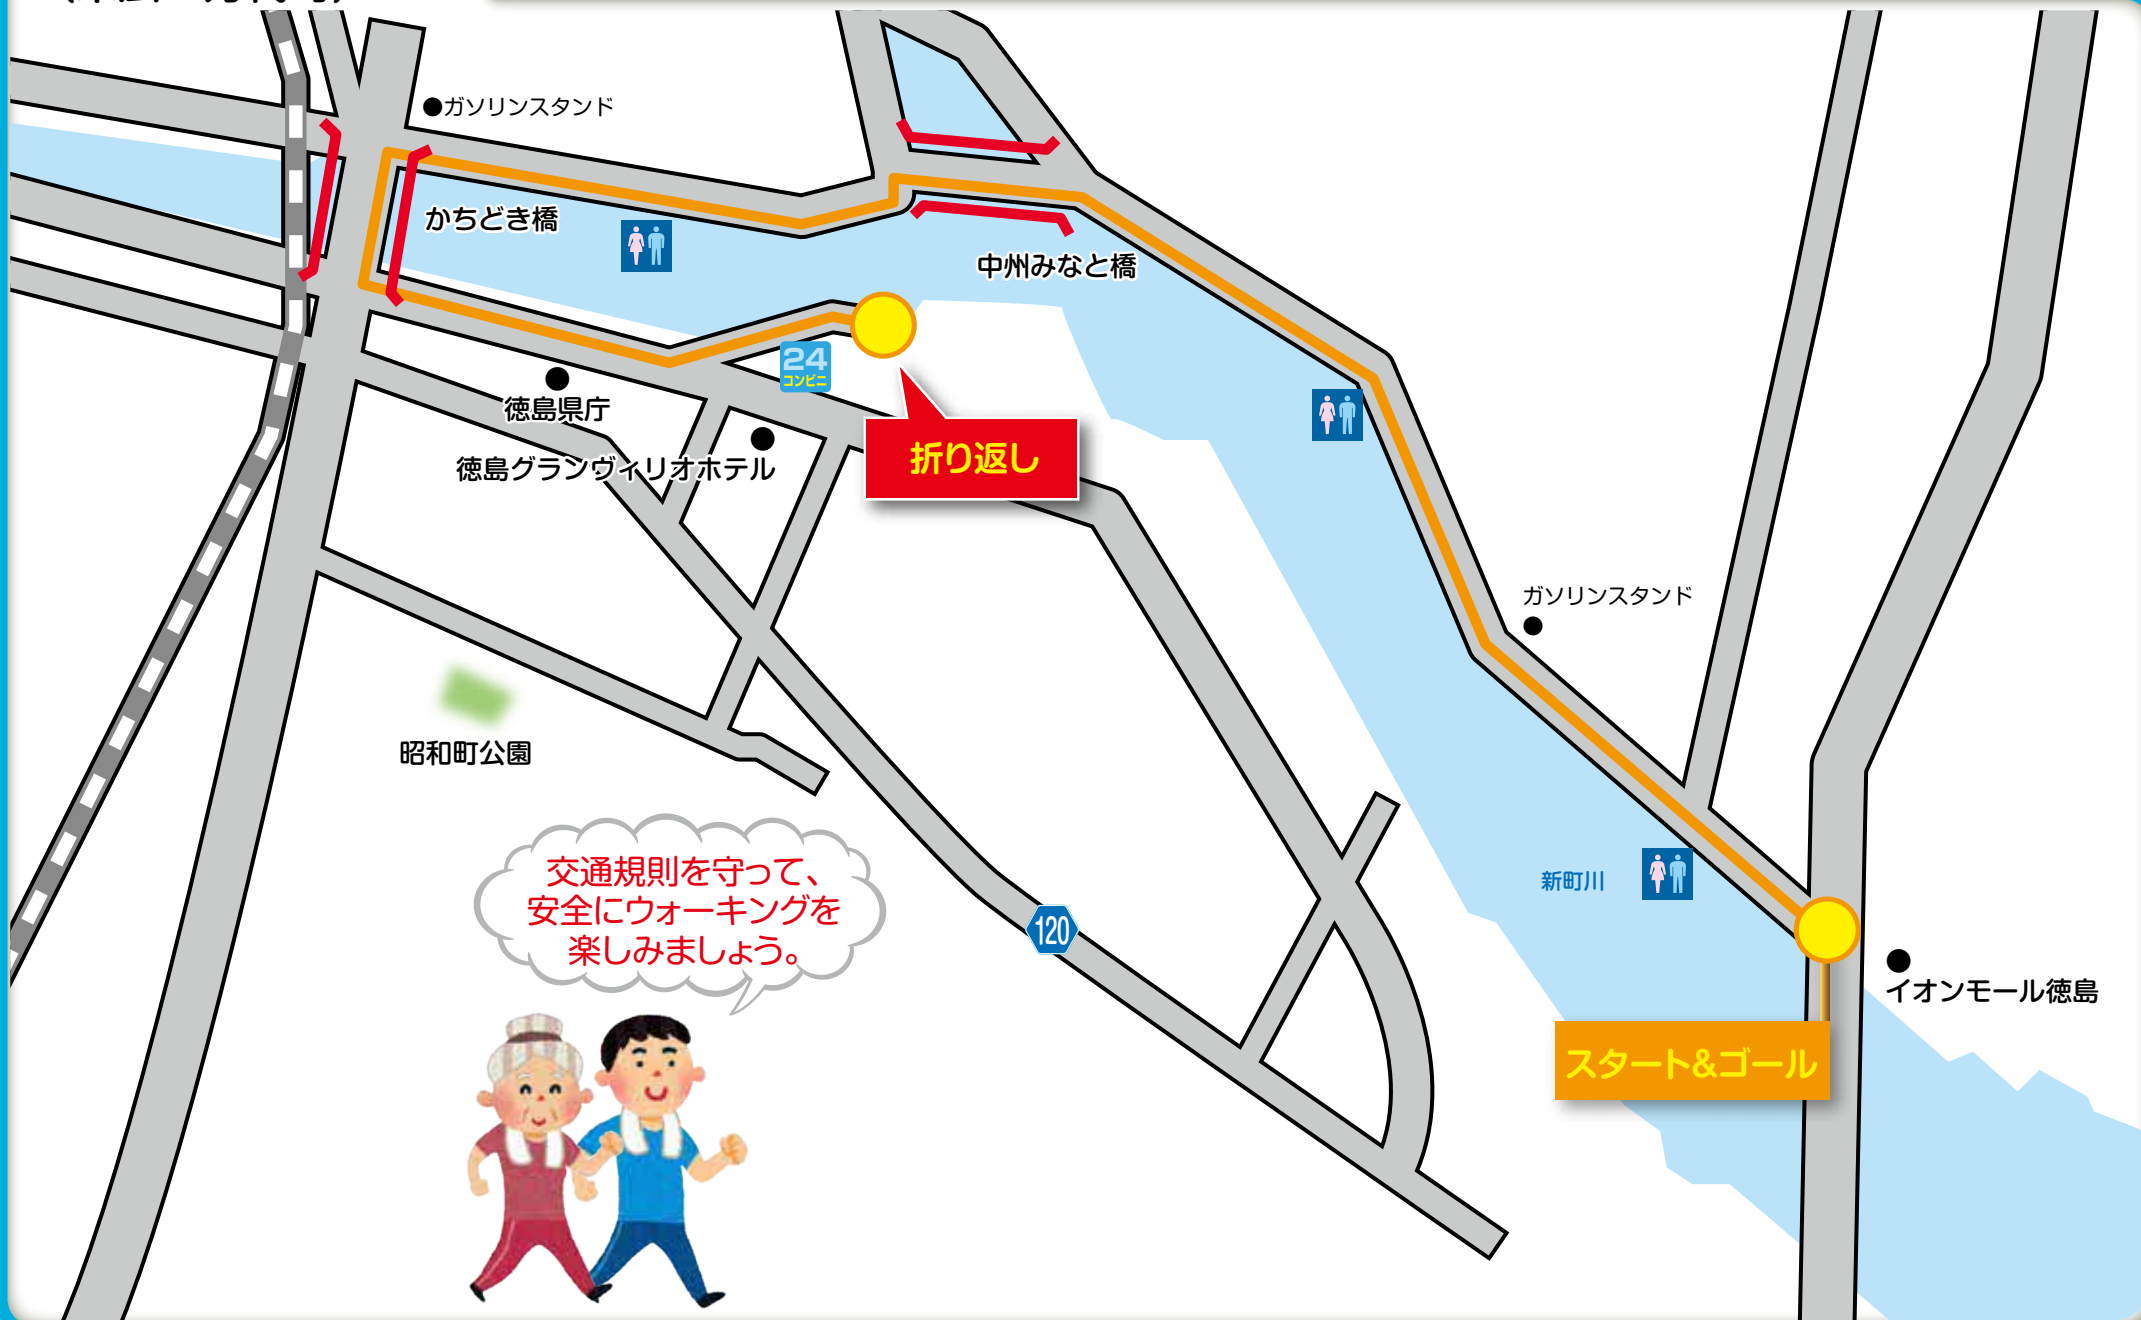 ガソリンスタンド
かちどき橋
中州みなと橋
24
コンビニ
徳島県庁
徳島グランヴィリオホテル
折り返し
ガソリンスタンド
昭和町公園
交通規則を守って、
安全にウォーキングを
楽しみましょう。
120
新町川
イオンモール徳島
スタート&ゴール